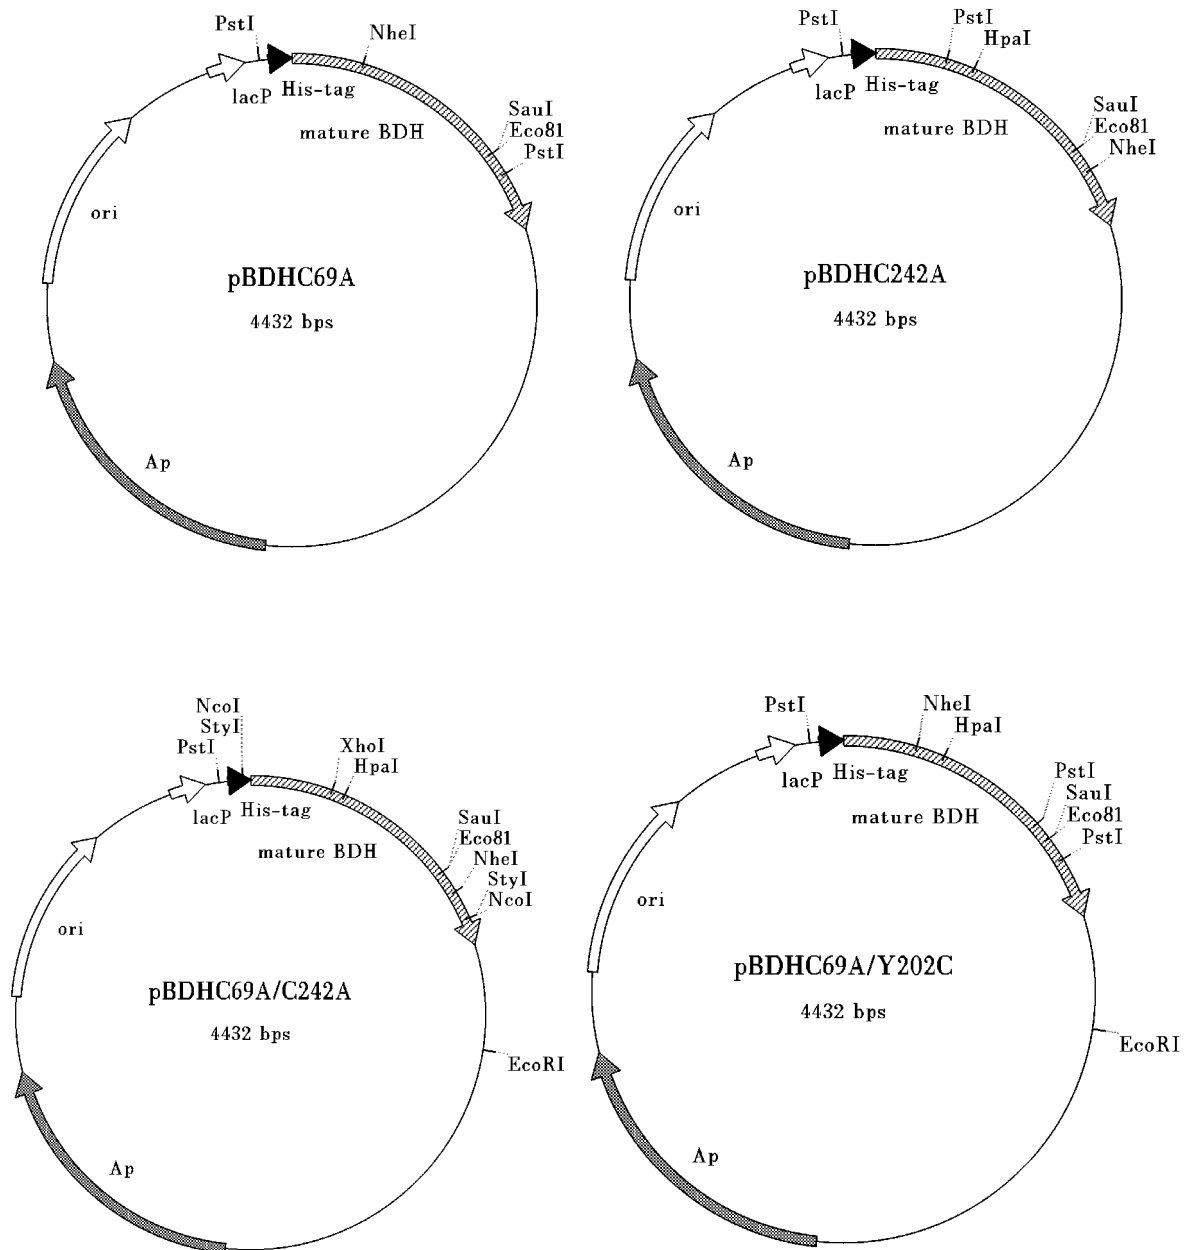 PstI
NheI
lacP
His-tag
mature BDH
SauI
Eco81
PstI
ori
pBDHC69A
4432 bps
Ap
PstI
PstI
HpaI
lacP
His-tag
mature BDH
SauI
Eco81
NheI
ori
pBDHC242A
4432 bps
Ap
NcoI
StyI
PstI
XhoI
HpaI
lacP
His-tag
mature BDH
SauI
Eco81
NheI
StyI
NcoI
ori
pBDHC69A/C242A
4432 bps
EcoRI
Ap
PstI
NheI
HpaI
lacP
His-tag
mature BDH
PstI
SauI
Eco81
PstI
ori
pBDHC69A/Y202C
4432 bps
EcoRI
Ap